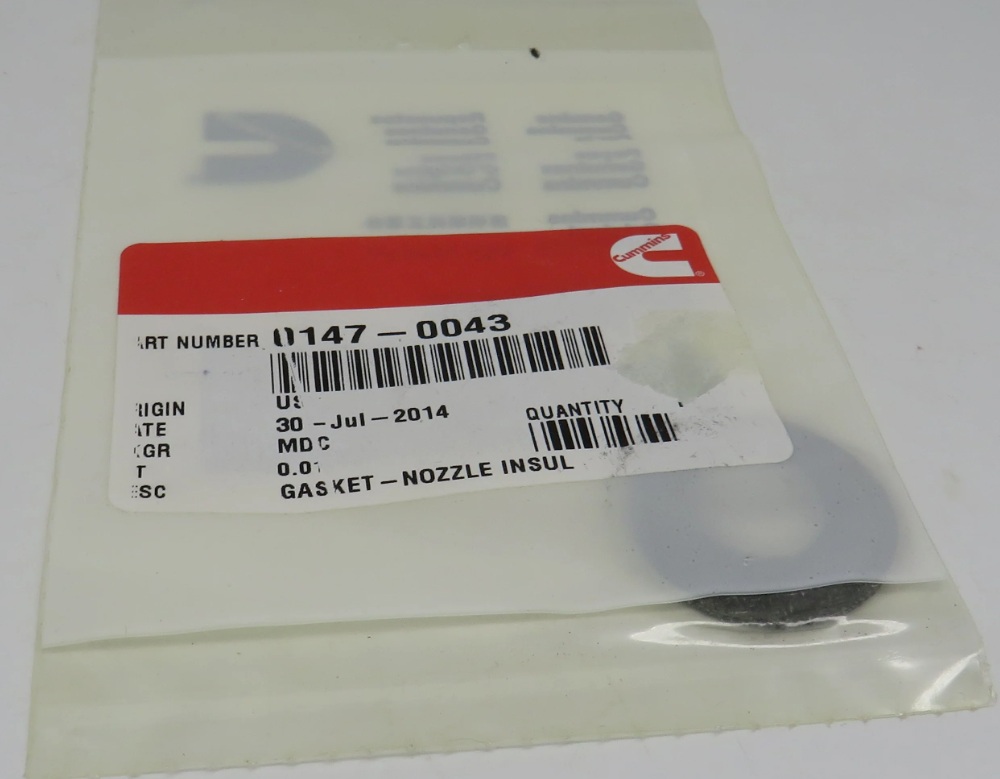 Cummins
ART NUMBER 0147-0043
RIGIN US
ATE 30-Jul-2014
QUANTITY
KGR MDC
T 0.01
ESC GASKET-NOZZLE INSUL